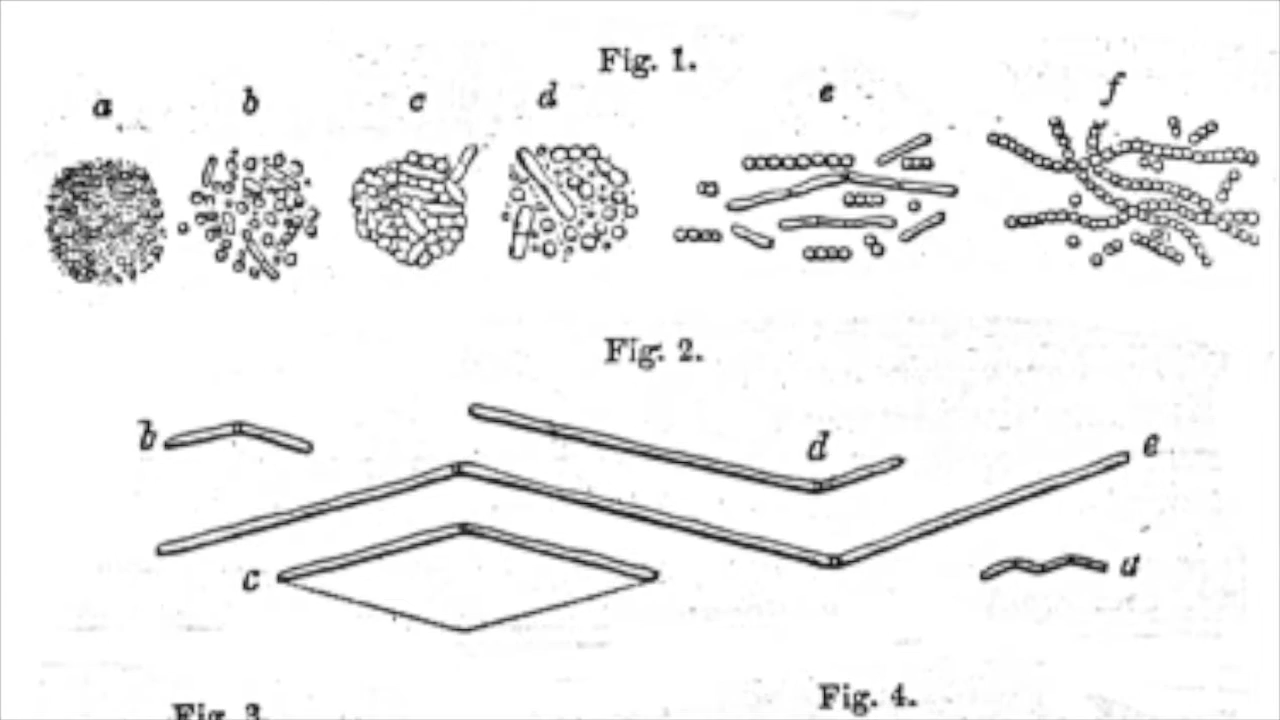 Fig. 1.
a b c d e f
Fig. 2.
b d e
c a
Fig. 3. Fig. 4.